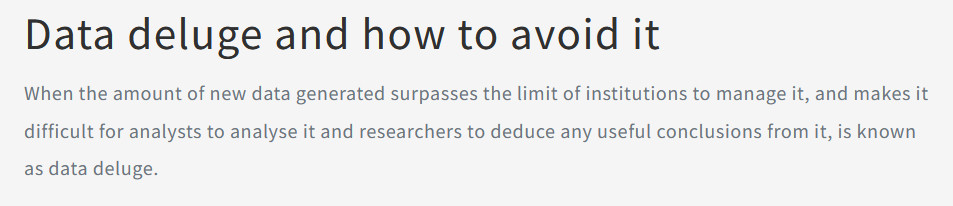 Data deluge and how to avoid it
When the amount of new data generated surpasses the limit of institutions to manage it, and makes it
difficult for analysts to analyse it and researchers to deduce any useful conclusions from it, is known
as data deluge.